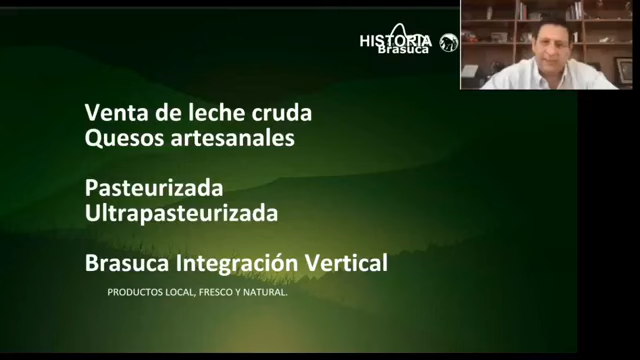 HISTORIA
Brasuca
Venta de leche cruda
Quesos artesanales
Pasteurizada
Ultrapasteurizada
Brasuca Integración Vertical
PRODUCTOS LOCAL, FRESCO Y NATURAL.